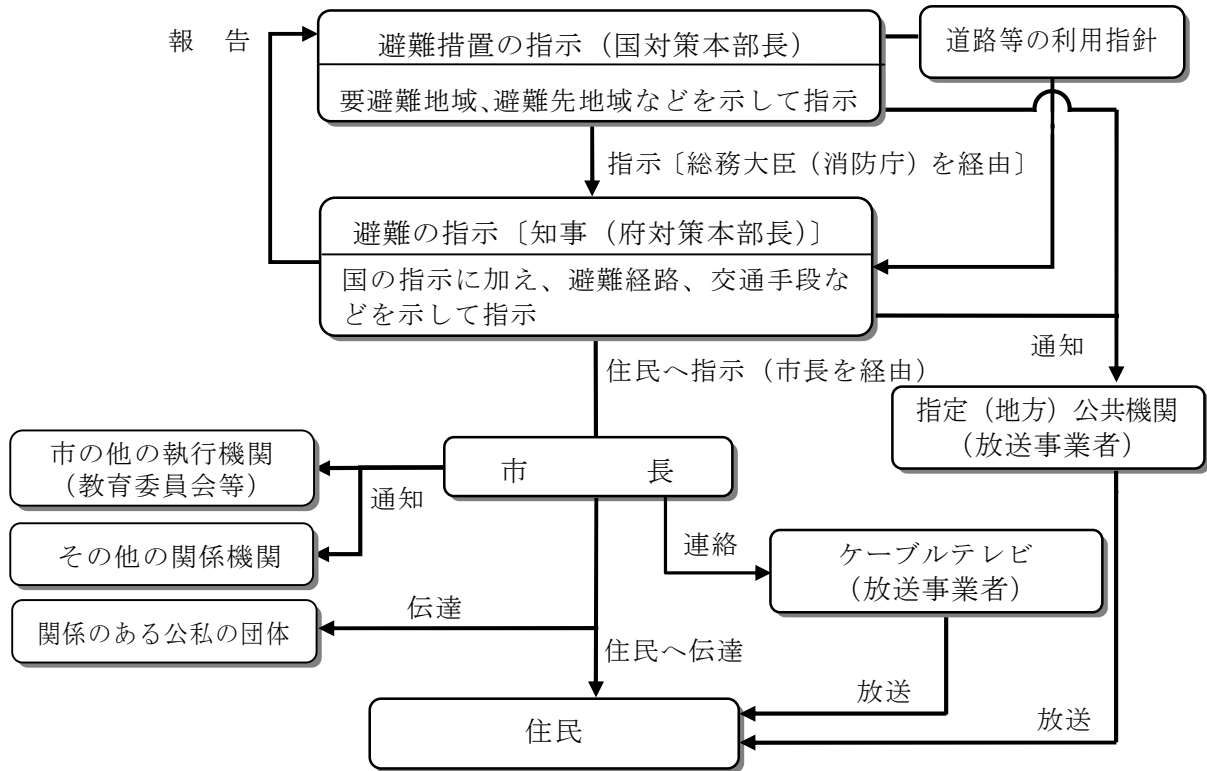 報　告
避難措置の指示（国対策本部長）
要避難地域、避難先地域などを示して指示
道路等の利用指針
指示〔総務大臣（消防庁）を経由〕
避難の指示〔知事（府対策本部長）〕
国の指示に加え、避難経路、交通手段な
どを示して指示
通知
住民へ指示（市長を経由）
指定（地方）公共機関
（放送事業者）
市の他の執行機関
（教育委員会等）
市　　　　長
通知
その他の関係機関
連絡
ケーブルテレビ
（放送事業者）
伝達
関係のある公私の団体
住民へ伝達
放送
放送
住民